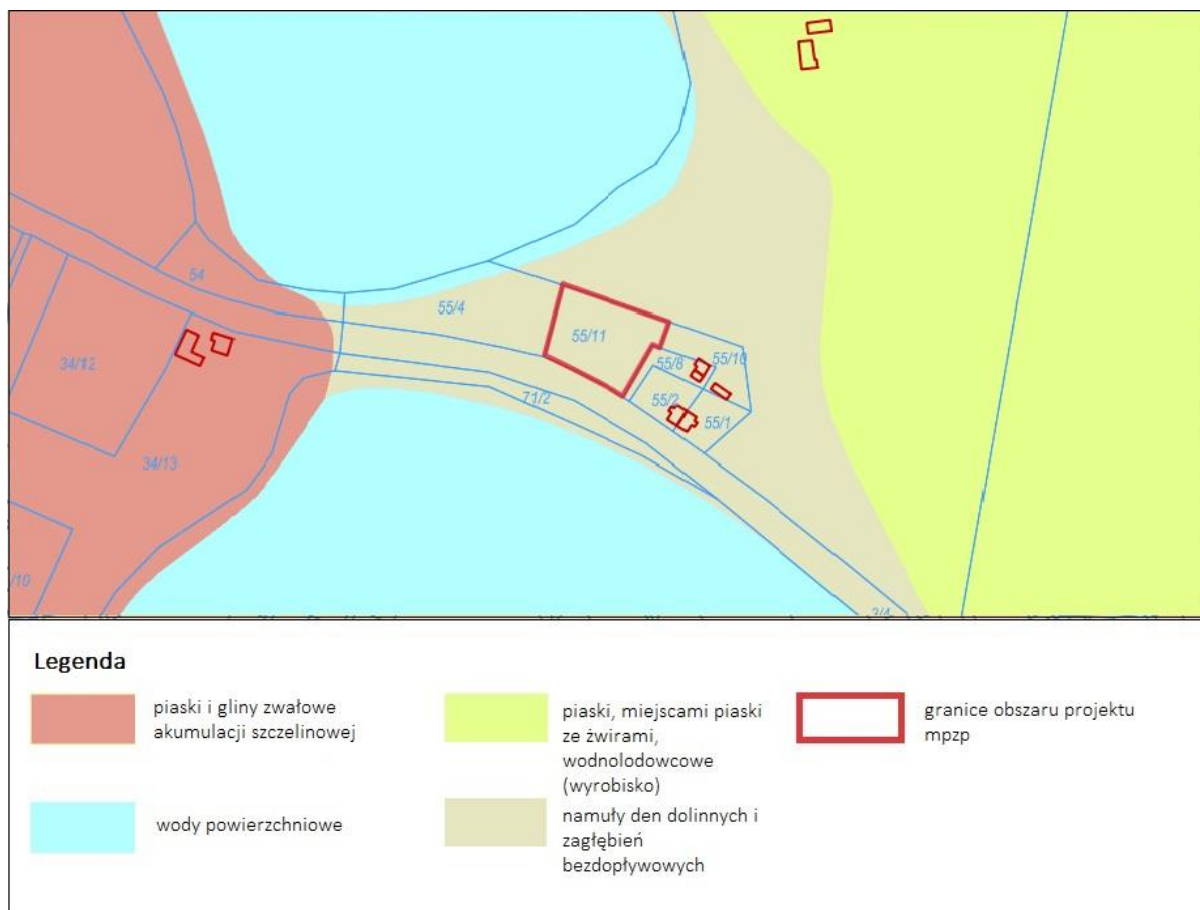 54
55/4
55/11
34/12
55/8
55/10
71/2
55/2
55/1
34/13
/10
3/4
Legenda
piaski i gliny zwałowe
akumulacji szczelinowej
wody powierzchniowe
piaski, miejscami piaski
ze żwirami,
wodnolodowcowe
(wyrobisko)
namuły den dolinnych i
zagłębień
bezdopływowych
granice obszaru projektu
mpzp